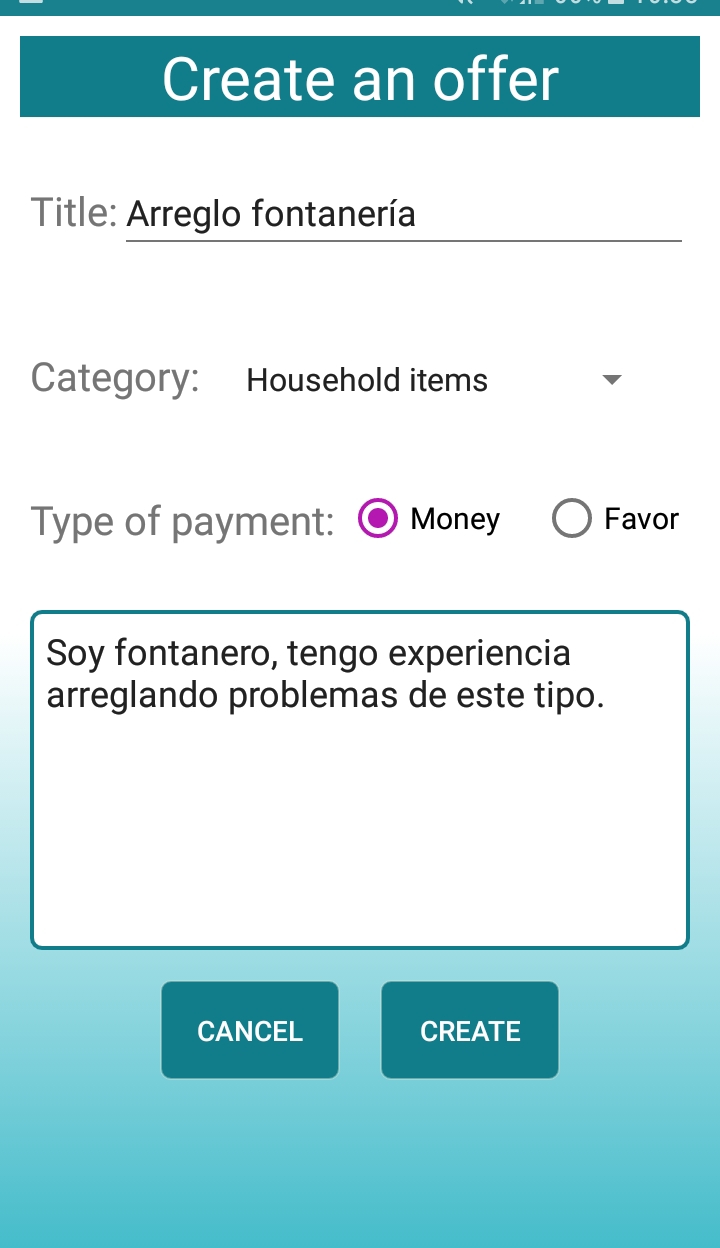 Create an offer
Title: Arreglo fontanería
Category: Household items
Type of payment: Money Favor
Soy fontanero, tengo experiencia
arreglando problemas de este tipo.
CANCEL CREATE